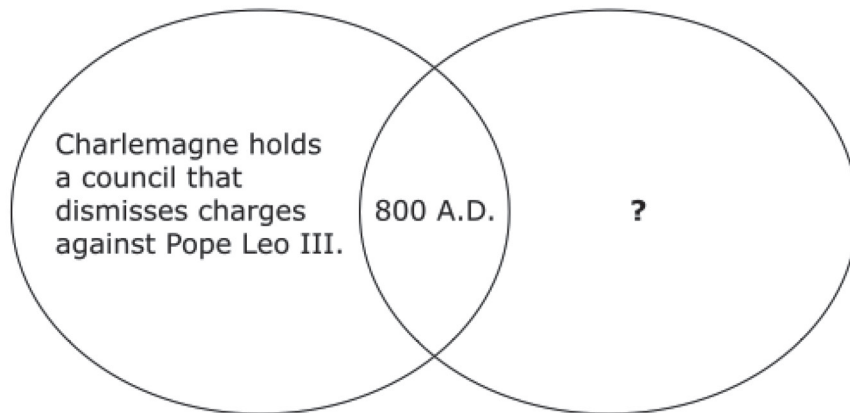 Charlemagne holds
a council that
dismisses charges
against Pope Leo III.
800 A.D.
?